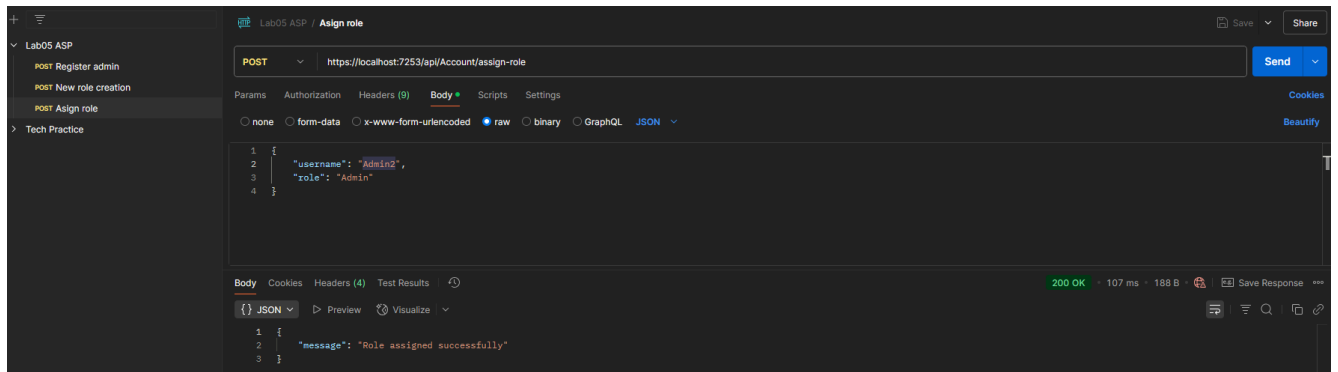 Lab05 ASP / Asign role
Save
Share
Lab05 ASP
POST Register admin
POST New role creation
POST Asign role
Tech Practice
POST https://localhost:7253/api/Account/assign-role
Send
Params Authorization Headers (9) Body Scripts Settings
Cookies
none form-data x-www-form-urlencoded raw binary GraphQL JSON
Beautify
1 {
2 "username": "Admin2",
3 "role": "Admin"
4 }
Body Cookies Headers (4) Test Results
200 OK • 107 ms • 188 B
Save Response
{} JSON Preview Visualize
1 {
2 "message": "Role assigned successfully"
3 }